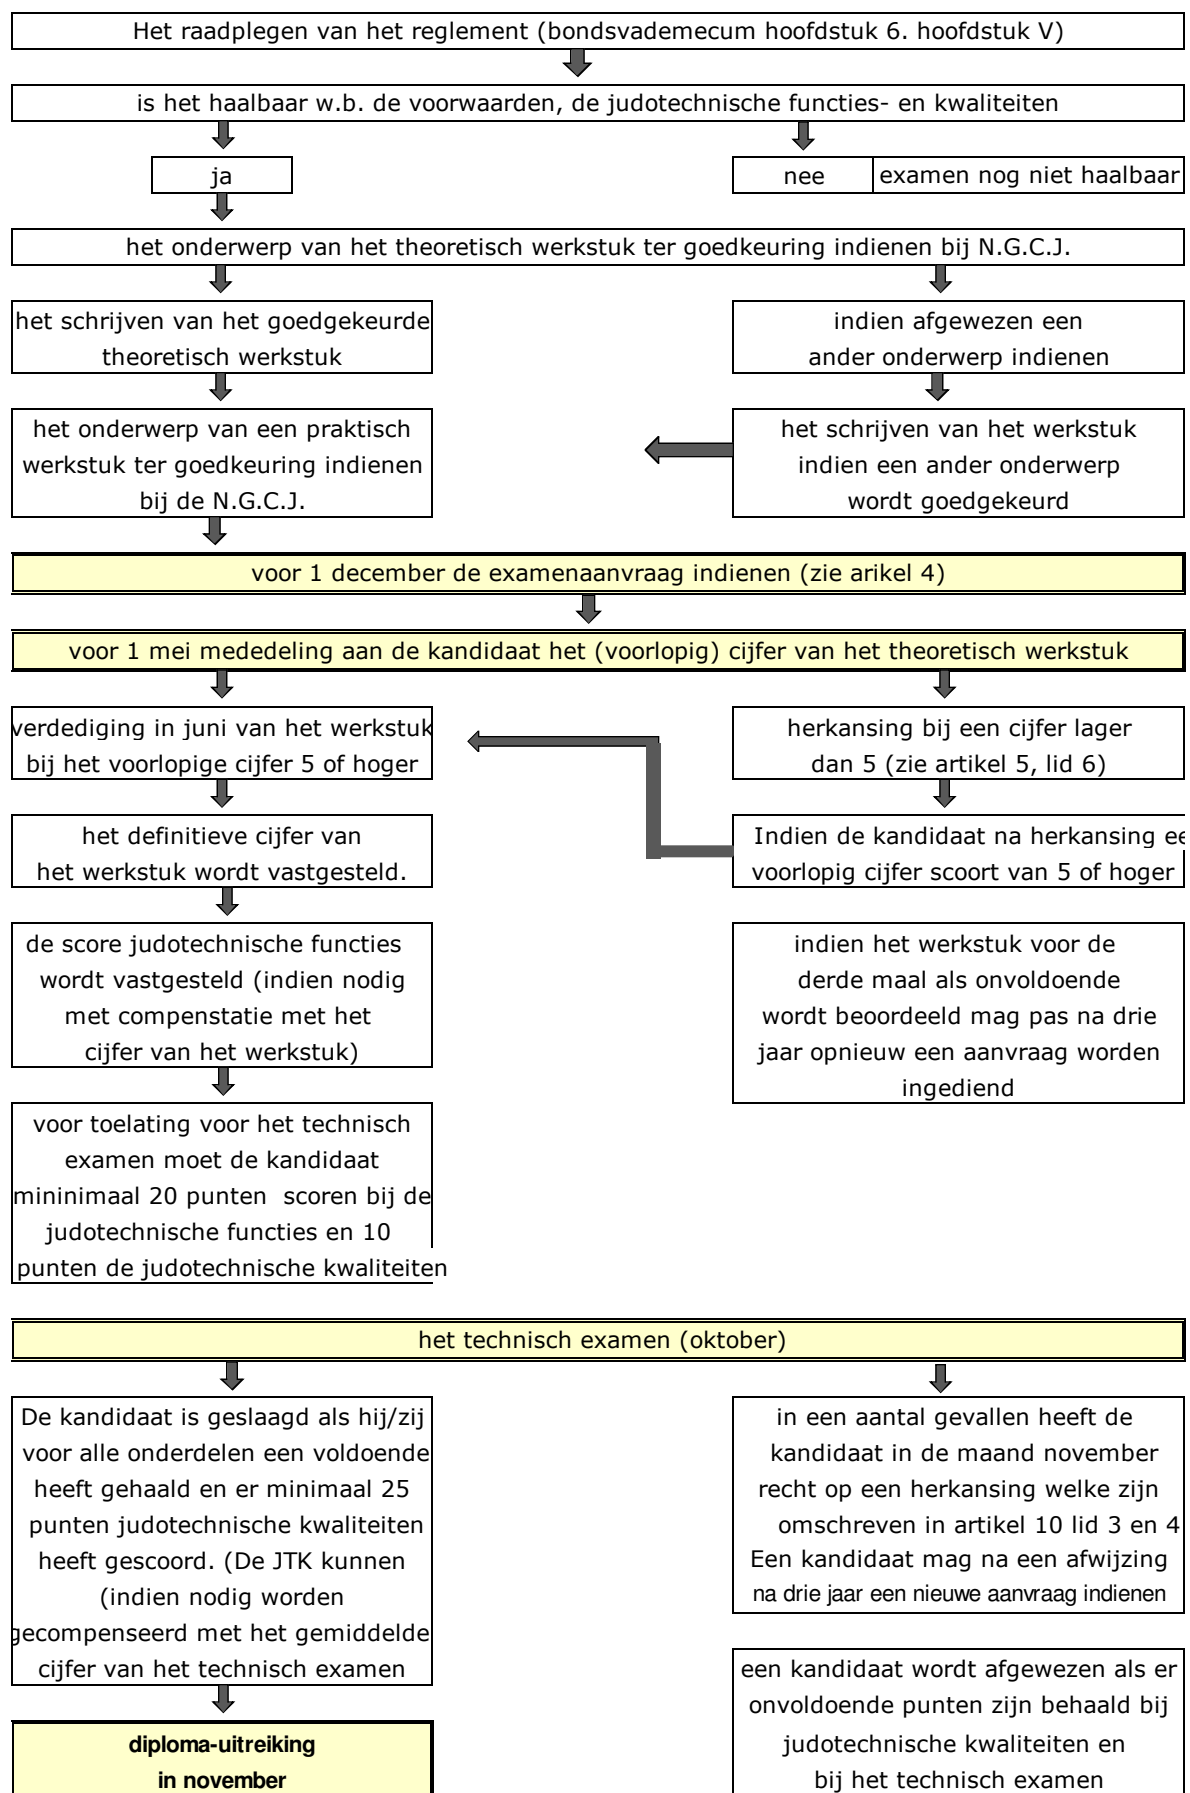 Het raadplegen van het reglement (bondsvademecum hoofdstuk 6. hoofdstuk V)
is het haalbaar w.b. de voorwaarden, de judotechnische functies- en kwaliteiten
ja
nee
examen nog niet haalbaar
het onderwerp van het theoretisch werkstuk ter goedkeuring indienen bij N.G.C.J.
het schrijven van het goedgekeurde
theoretisch werkstuk
indien afgewezen een
ander onderwerp indienen
het onderwerp van een praktisch
werkstuk ter goedkeuring indienen
bij de N.G.C.J.
het schrijven van het werkstuk
indien een ander onderwerp
wordt goedgekeurd
voor 1 december de examenaanvraag indienen (zie arikel 4)
voor 1 mei mededeling aan de kandidaat het (voorlopig) cijfer van het theoretisch werkstuk
verdediging in juni van het werkstuk
bij het voorlopige cijfer 5 of hoger
herkansing bij een cijfer lager
dan 5 (zie artikel 5, lid 6)
het definitieve cijfer van
het werkstuk wordt vastgesteld.
Indien de kandidaat na herkansing ee
voorlopig cijfer scoort van 5 of hoger
de score judotechnische functies
wordt vastgesteld (indien nodig
met compenstatie met het
cijfer van het werkstuk)
indien het werkstuk voor de
derde maal als onvoldoende
wordt beoordeeld mag pas na drie
jaar opnieuw een aanvraag worden
ingediend
voor toelating voor het technisch
examen moet de kandidaat
mininimaal 20 punten scoren bij de
judotechnische functies en 10
punten de judotechnische kwaliteiten
het technisch examen (oktober)
De kandidaat is geslaagd als hij/zij
voor alle onderdelen een voldoende
heeft gehaald en er minimaal 25
punten judotechnische kwaliteiten
heeft gescoord. (De JTK kunnen
(indien nodig worden
gecompenseerd met het gemiddelde
cijfer van het technisch examen
in een aantal gevallen heeft de
kandidaat in de maand november
recht op een herkansing welke zijn
omschreven in artikel 10 lid 3 en 4
Een kandidaat mag na een afwijzing
na drie jaar een nieuwe aanvraag indienen
diploma-uitreiking
in november
een kandidaat wordt afgewezen als er
onvoldoende punten zijn behaald bij
judotechnische kwaliteiten en
bij het technisch examen